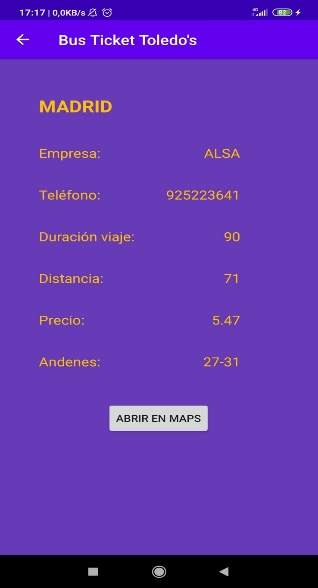 17:17 | 0,0KB/s
82
Bus Ticket Toledo's
MADRID
Empresa: ALSA
Teléfono: 925223641
Duración viaje: 90
Distancia: 71
Precio: 5.47
Andenes: 27-31
ABRIR EN MAPS